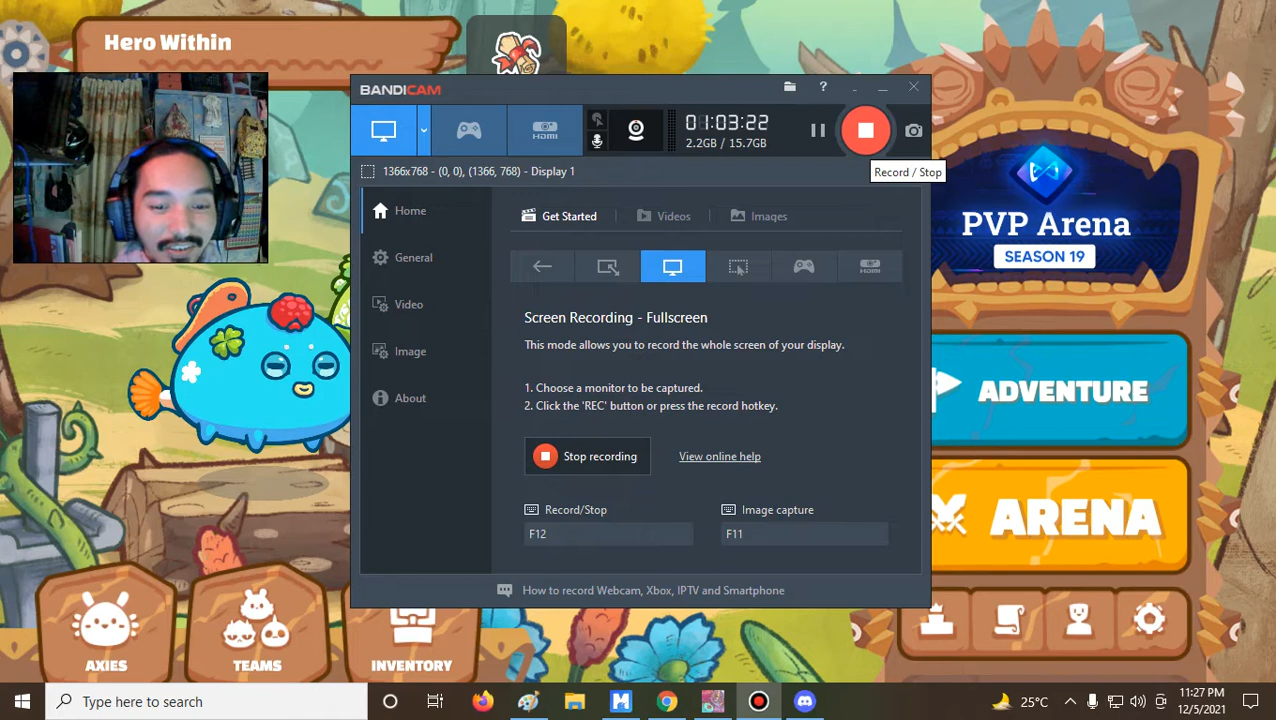 Hero Within
BANDICAM
01:03:22
2.2GB / 15.7GB
Record / Stop
1366x768 - (0, 0), (1366, 768) - Display 1
Home
General
Video
Image
About
Get Started
Videos
Images
Screen Recording - Fullscreen
This mode allows you to record the whole screen of your display.
1. Choose a monitor to be captured.
2. Click the 'REC' button or press the record hotkey.
Stop recording
View online help
Record/Stop
Image capture
F12
F11
How to record Webcam, Xbox, IPTV and Smartphone
PVP Arena
SEASON 19
ADVENTURE
ARENA
AXIES
TEAMS
INVENTORY
Type here to search
25°C
11:27 PM
12/5/2021